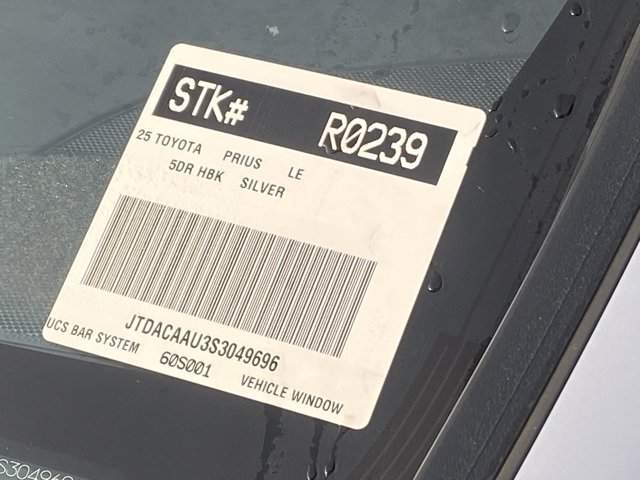 STK# R0239
25 TOYOTA PRIUS LE
5DR HBK SILVER
JTDACAAU3S3049696
UCS BAR SYSTEM 60S001 VEHICLE WINDOW